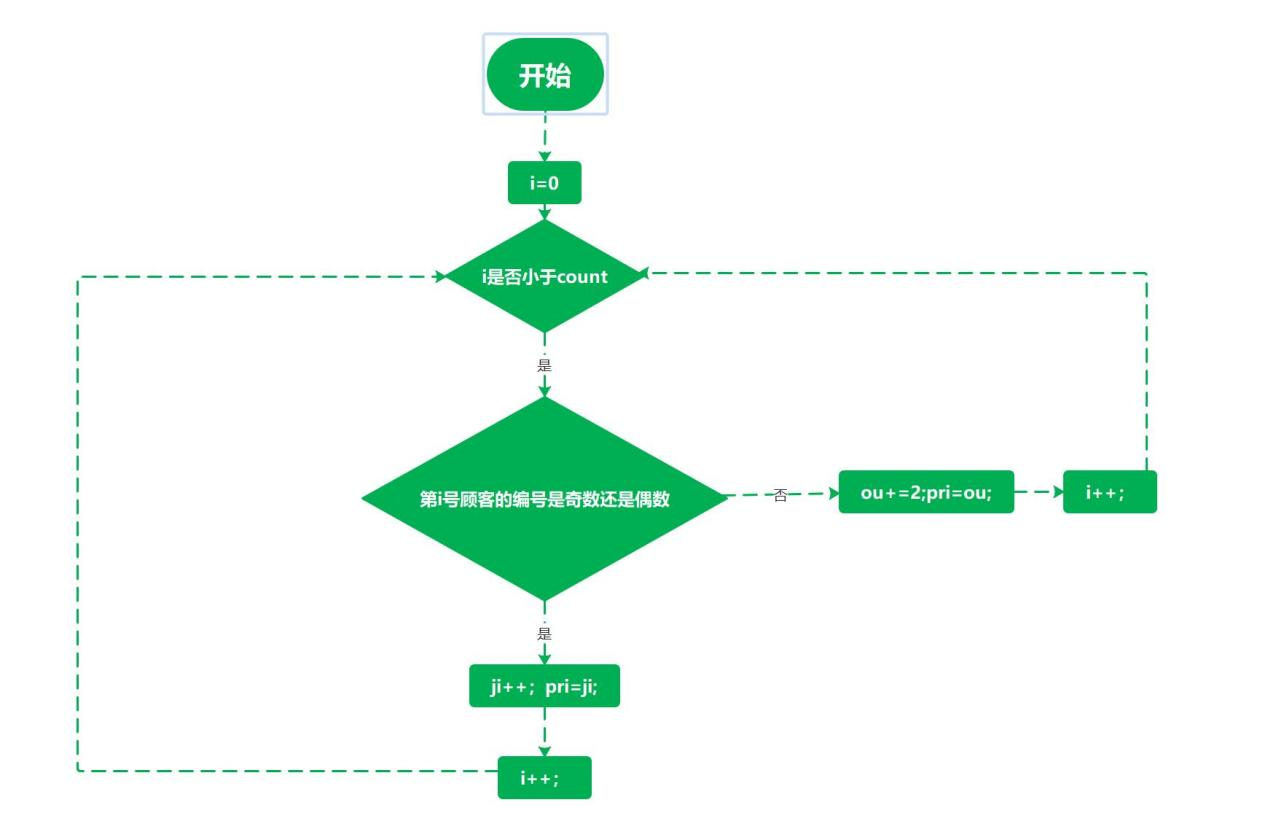 开始
i=0
i是否小于count
是
第i号顾客的编号是奇数还是偶数
否
ou+=2;pri=ou;
i++;
是
ji++；pri=ji;
i++;